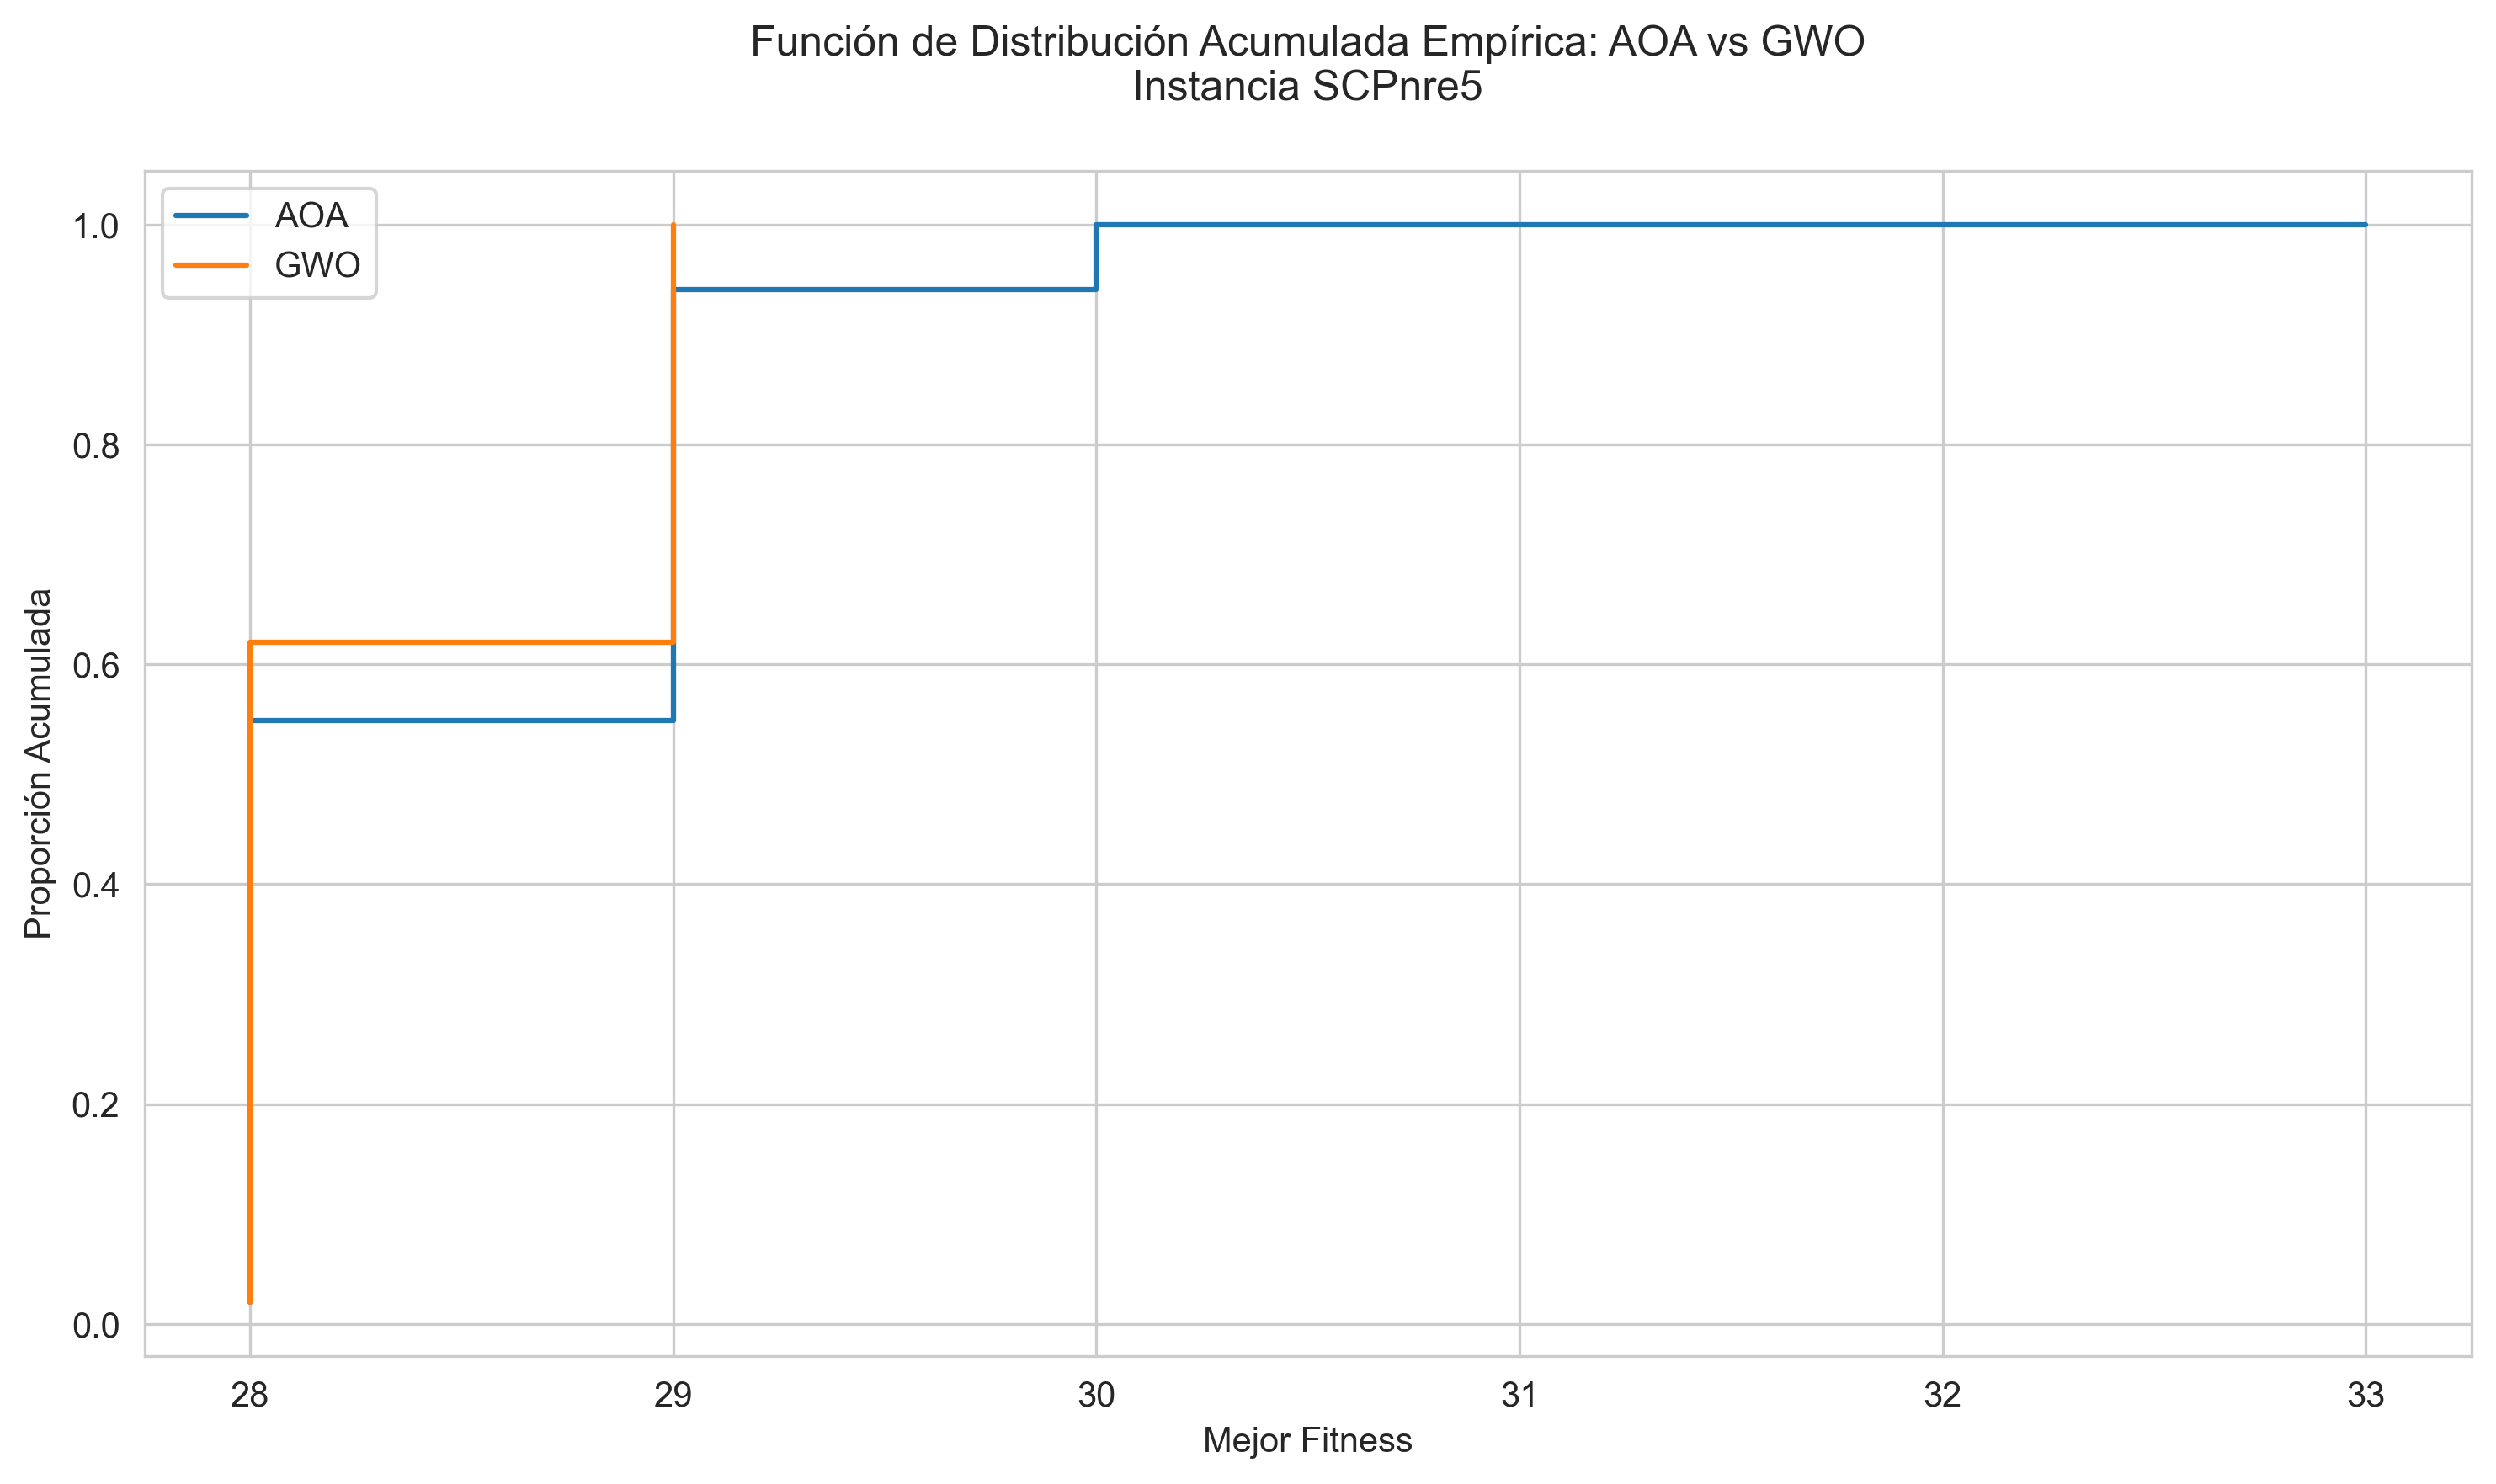 Función de Distribución Acumulada Empírica: AOA vs GWO
Instancia SCPnre5
AOA
GWO
1.0
0.8
0.6
0.4
0.2
0.0
Proporción Acumulada
28 29 30 31 32 33
Mejor Fitness